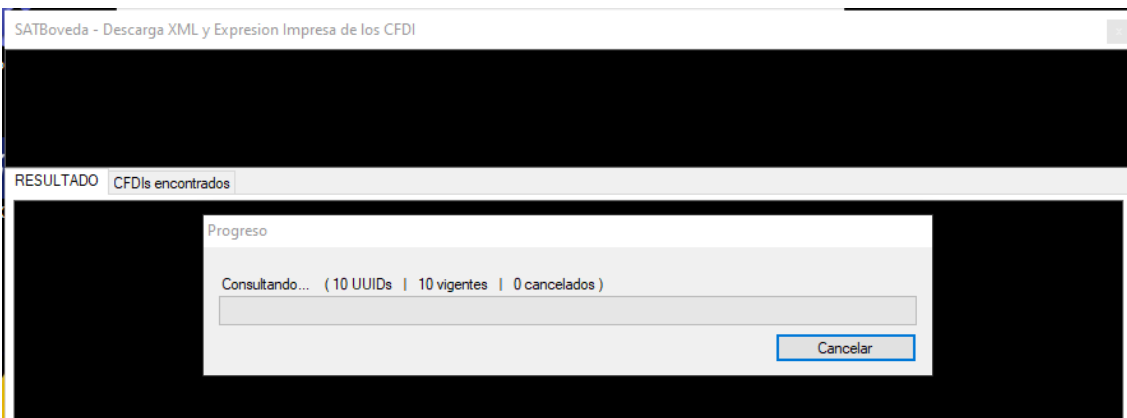 SATBoveda - Descarga XML y Expresion Impresa de los CFDI
x
RESULTADO CFDIs encontrados
Progreso
Consultando... ( 10 UUIDs | 10 vigentes | 0 cancelados )
Cancelar